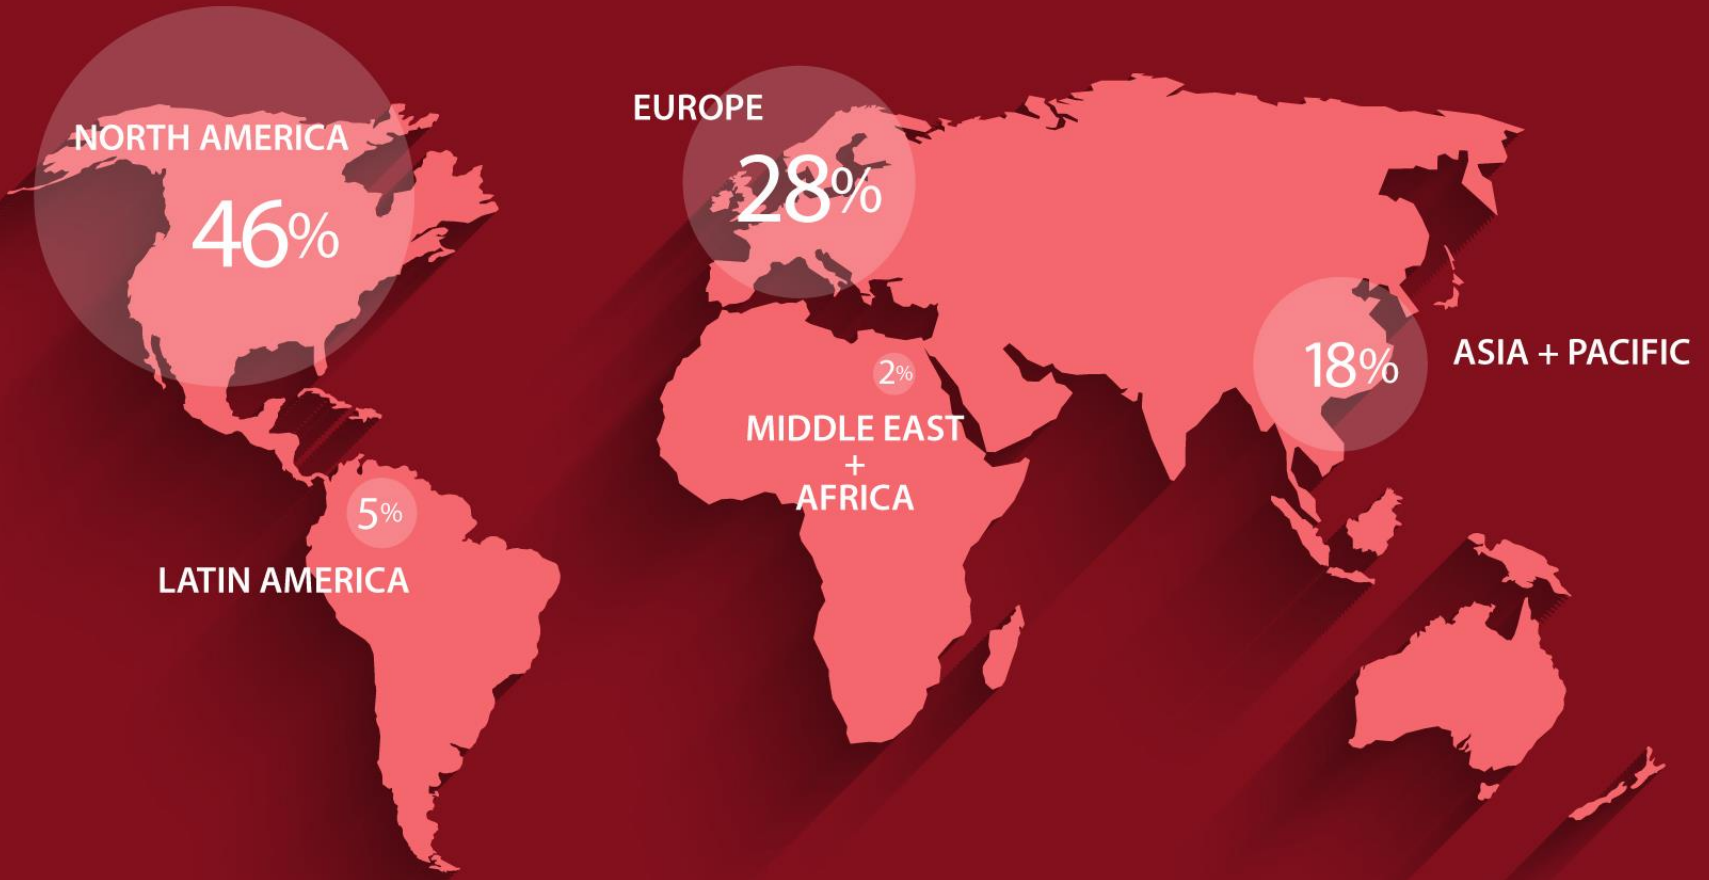 NORTH AMERICA
46%
EUROPE
28%
18%
ASIA + PACIFIC
2%
MIDDLE EAST
+
AFRICA
5%
LATIN AMERICA